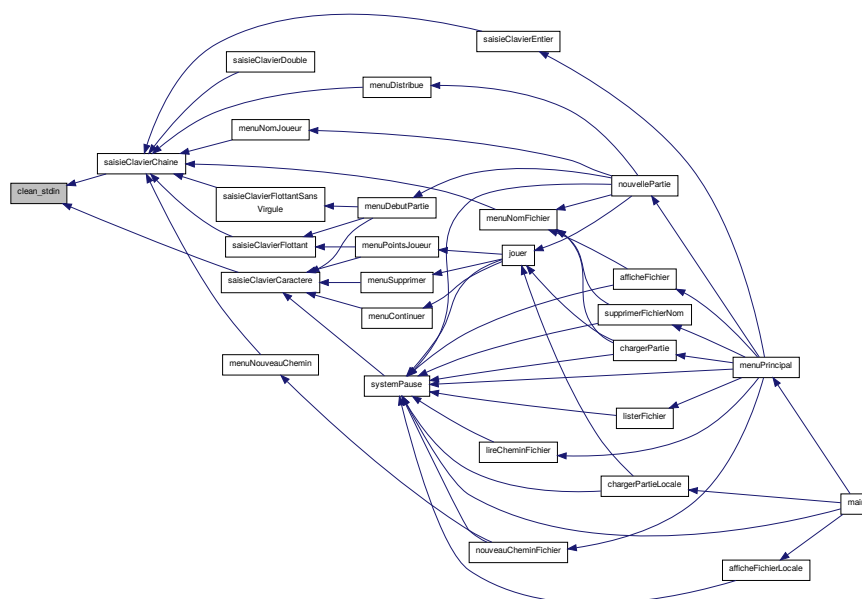 saisieClavierEntier
saisieClavierDouble
menuDistribue
menuNomJoueur
saisieClavierChaine
clean_stdin
nouvellePartie
saisieClavierFlottantSans
Virgule
menuDebutPartie
menuNomFichier
saisieClavierFlottant
menuPointsJoueur
jouer
saisieClavierCaractere
menuSupprimer
afficheFichier
menuContinuer
supprimerFichierNom
chargerPartie
menuNouveauChemin
menuPrincipal
systemPause
listerFichier
lireCheminFichier
chargerPartieLocale
main
nouveauCheminFichier
afficheFichierLocale